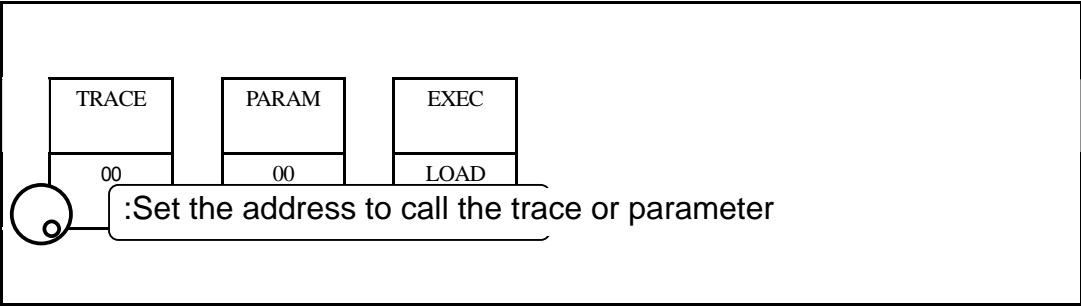 TRACE PARAM EXEC
00 00 LOAD
:Set the address to call the trace or parameter